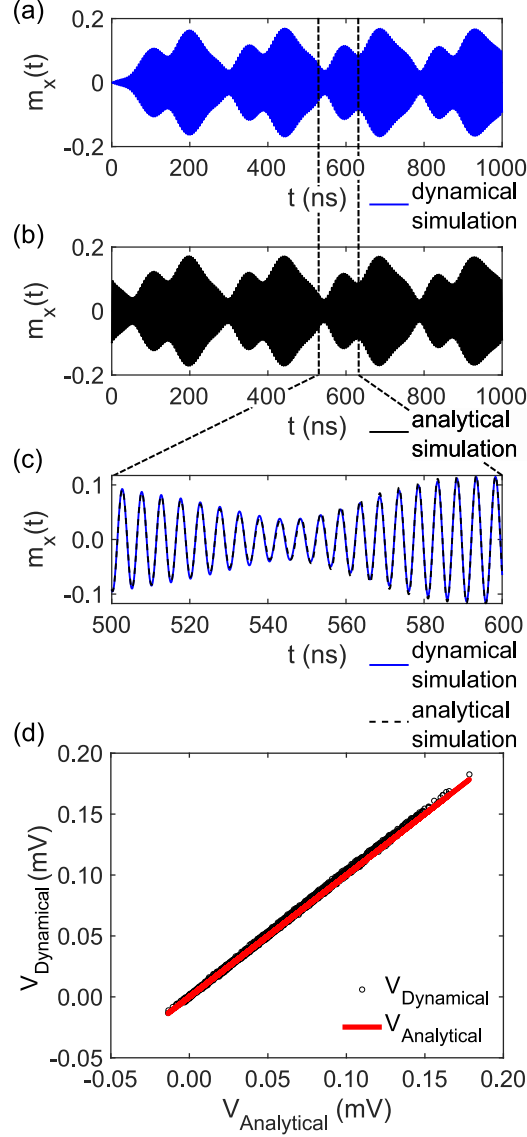 (a)
0.2
0
-0.2
m_x(t)
0 200 400 600 800 1000
t (ns)
dynamical
simulation
(b)
0.2
0
-0.2
m_x(t)
0 200 400 600 800 1000
t (ns)
analytical
simulation
(c)
0.1
0.0
-0.1
m_x(t)
500 520 540 560 580 600
t (ns)
dynamical
simulation
analytical
simulation
(d)
0.20
0.15
0.10
0.05
0.00
-0.05
V_Dynamical (mV)
V_Dynamical
V_Analytical
0.00 0.05 0.10 0.15 0.20
V_Analytical (mV)